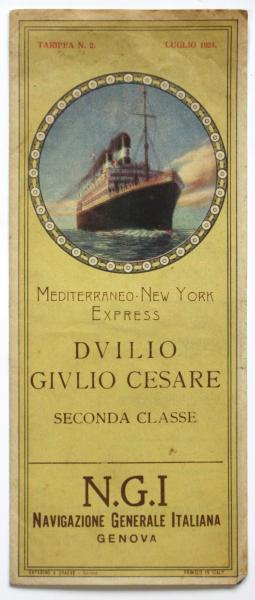 TARIFFA N. 2.
LUGLIO 1924.
MEDITERRANEO-NEW YORK
EXPRESS
DVILIO
GIVLIO CESARE
SECONDA CLASSE
N.G.I
NAVIGAZIONE GENERALE ITALIANA
GENOVA
PRINTED IN ITALY